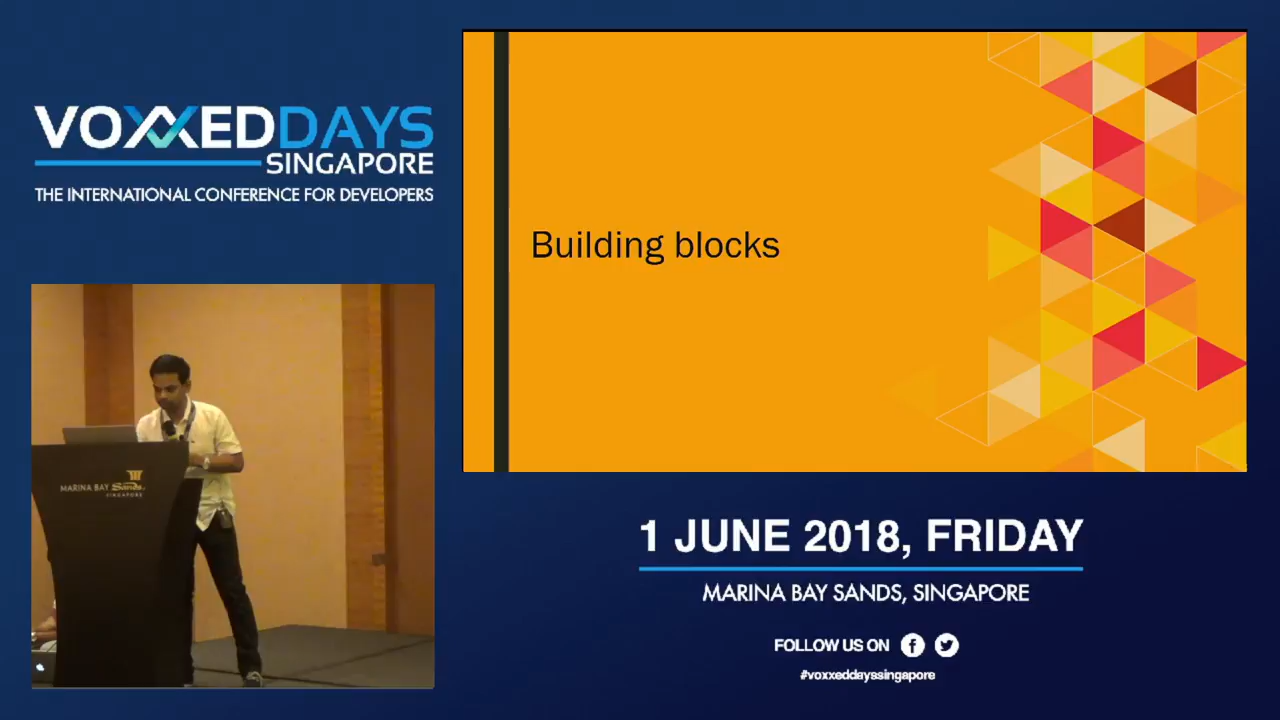 VOXXEDDAYS
SINGAPORE
THE INTERNATIONAL CONFERENCE FOR DEVELOPERS
Building blocks
MARINA BAY Sands
SINGAPORE
1 JUNE 2018, FRIDAY
MARINA BAY SANDS, SINGAPORE
FOLLOW US ON
#voxxeddayssingapore